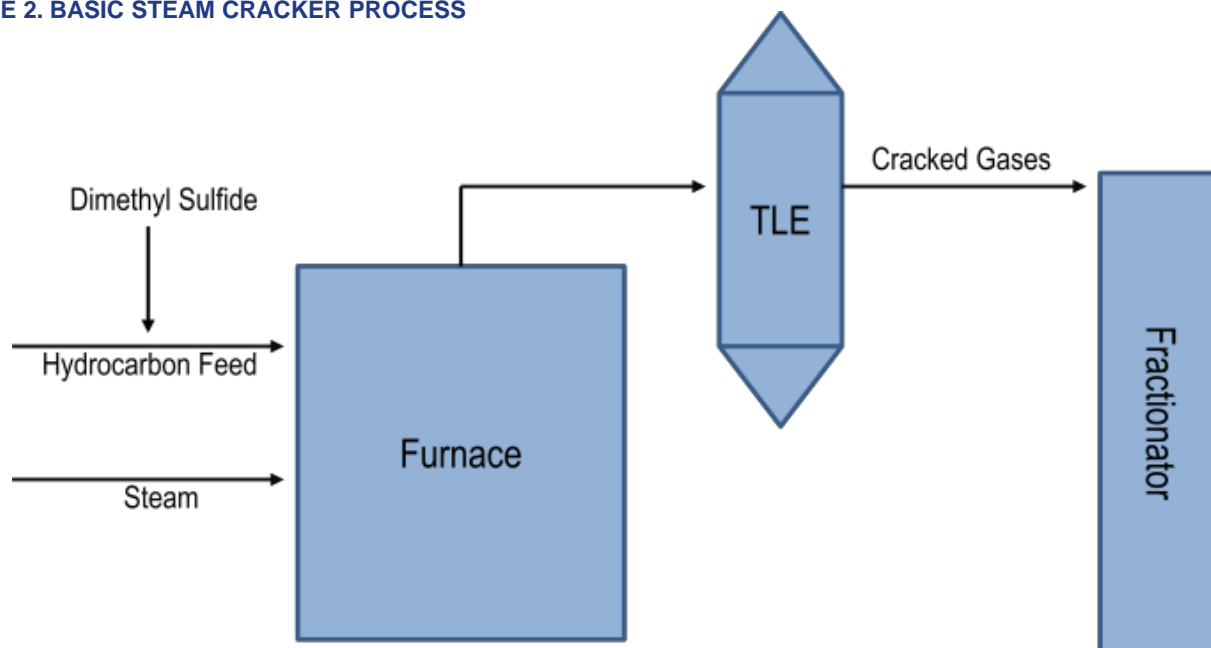 E 2. BASIC STEAM CRACKER PROCESS
Cracked Gases
Dimethyl Sulfide
TLE
Hydrocarbon Feed
Furnace
Fractionator
Steam